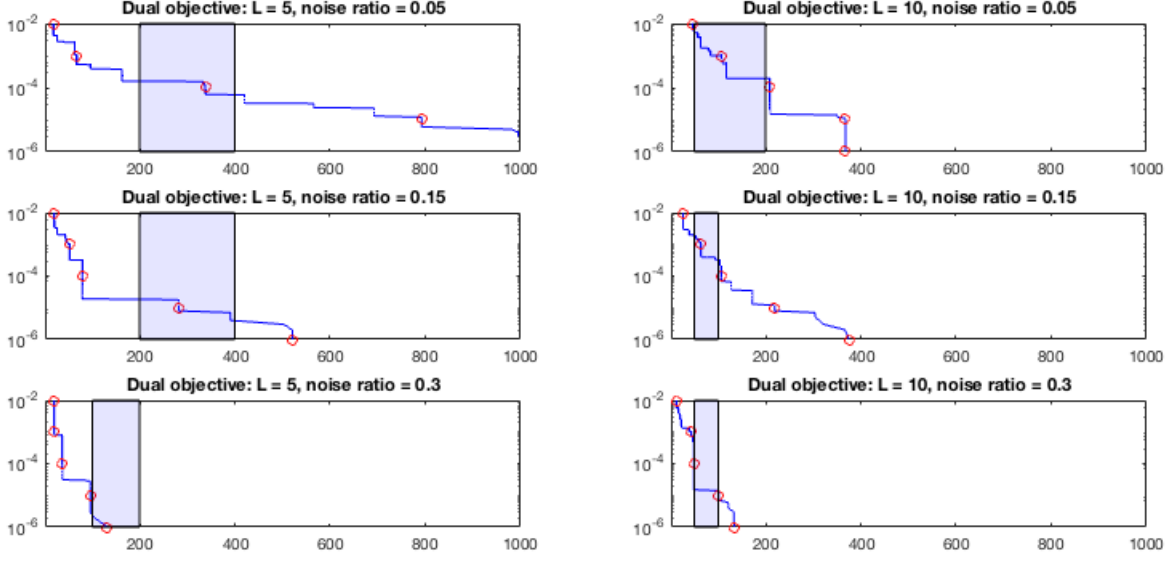 Dual objective: L = 5, noise ratio = 0.05
10^-2
10^-4
10^-6
200 400 600 800 1000
Dual objective: L = 10, noise ratio = 0.05
10^-2
10^-4
10^-6
200 400 600 800 1000
Dual objective: L = 5, noise ratio = 0.15
10^-2
10^-4
10^-6
200 400 600 800 1000
Dual objective: L = 10, noise ratio = 0.15
10^-2
10^-4
10^-6
200 400 600 800 1000
Dual objective: L = 5, noise ratio = 0.3
10^-2
10^-4
10^-6
200 400 600 800 1000
Dual objective: L = 10, noise ratio = 0.3
10^-2
10^-4
10^-6
200 400 600 800 1000